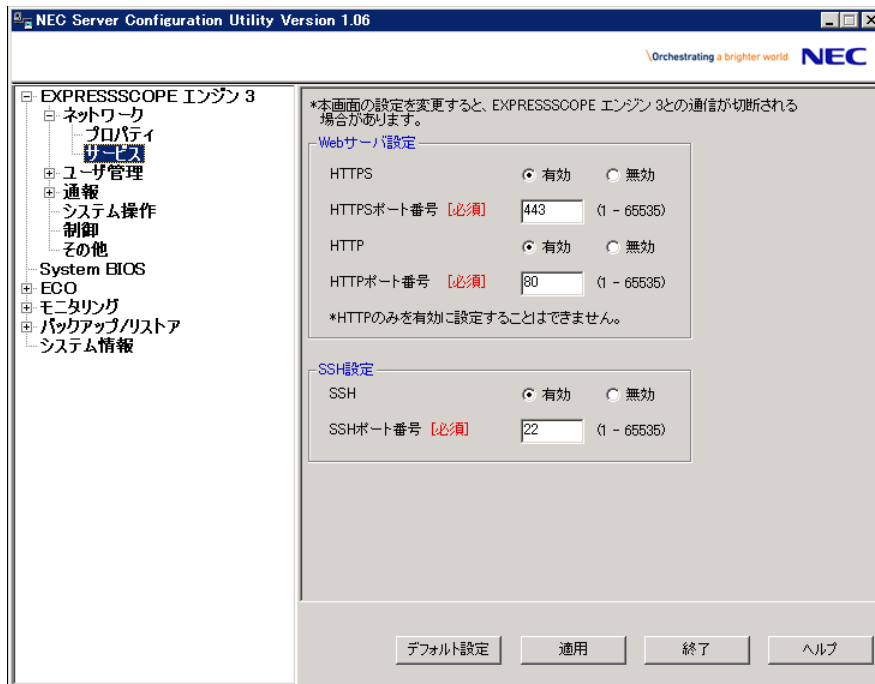 NEC Server Configuration Utility Version 1.06
\Orchestrating a brighter world NEC
EXPRESSSCOPE エンジン 3
ネットワーク
プロパティ
サービス
ユーザ管理
通報
システム操作
制御
その他
System BIOS
ECO
モニタリング
バックアップ/リストア
システム情報
*本画面の設定を変更すると、EXPRESSSCOPE エンジン 3との通信が切断される
場合があります。
Webサーバ設定
HTTPS 有効 無効
HTTPSポート番号 [必須] 443 (1 - 65535)
HTTP 有効 無効
HTTPポート番号 [必須] 80 (1 - 65535)
*HTTPのみを有効に設定することはできません。
SSH設定
SSH 有効 無効
SSHポート番号 [必須] 22 (1 - 65535)
デフォルト設定 適用 終了 ヘルプ